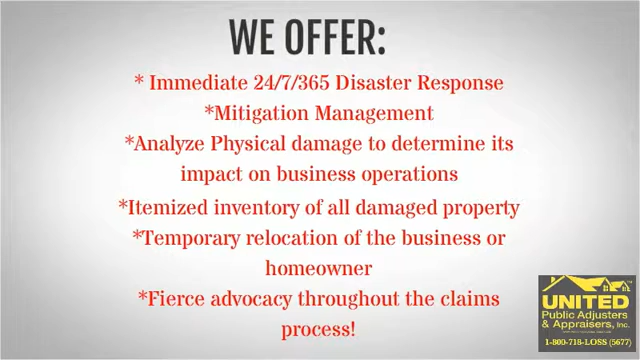 WE OFFER:
* Immediate 24/7/365 Disaster Response
*Mitigation Management
*Analyze Physical damage to determine its
impact on business operations
*Itemized inventory of all damaged property
*Temporary relocation of the business or
homeowner
*Fierce advocacy throughout the claims
process!
UNITED
Public Adjusters
& Appraisers, Inc.
1-800-718-LOSS (5677)